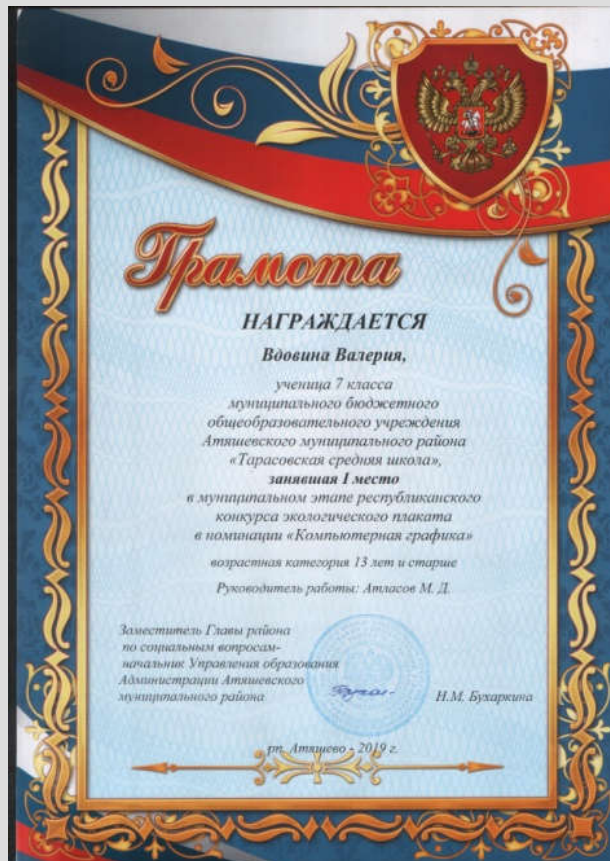 Грамота
НАГРАЖДАЕТСЯ
Вдовина Валерия,
ученица 7 класса
муниципального бюджетного
общеобразовательного учреждения
Атяшевского муниципального района
«Тарасовская средняя школа»,
занявшая I место
в муниципальном этапе республиканского
конкурса экологического плаката
в номинации «Компьютерная графика»
возрастная категория 13 лет и старше
Руководитель работы: Атласов М. Д.
Заместитель Главы района
по социальным вопросам-
начальник Управления образования
Администрации Атяшевского
муниципального района
Н.М. Бухаркина
рп. Атяшево - 2019 г.